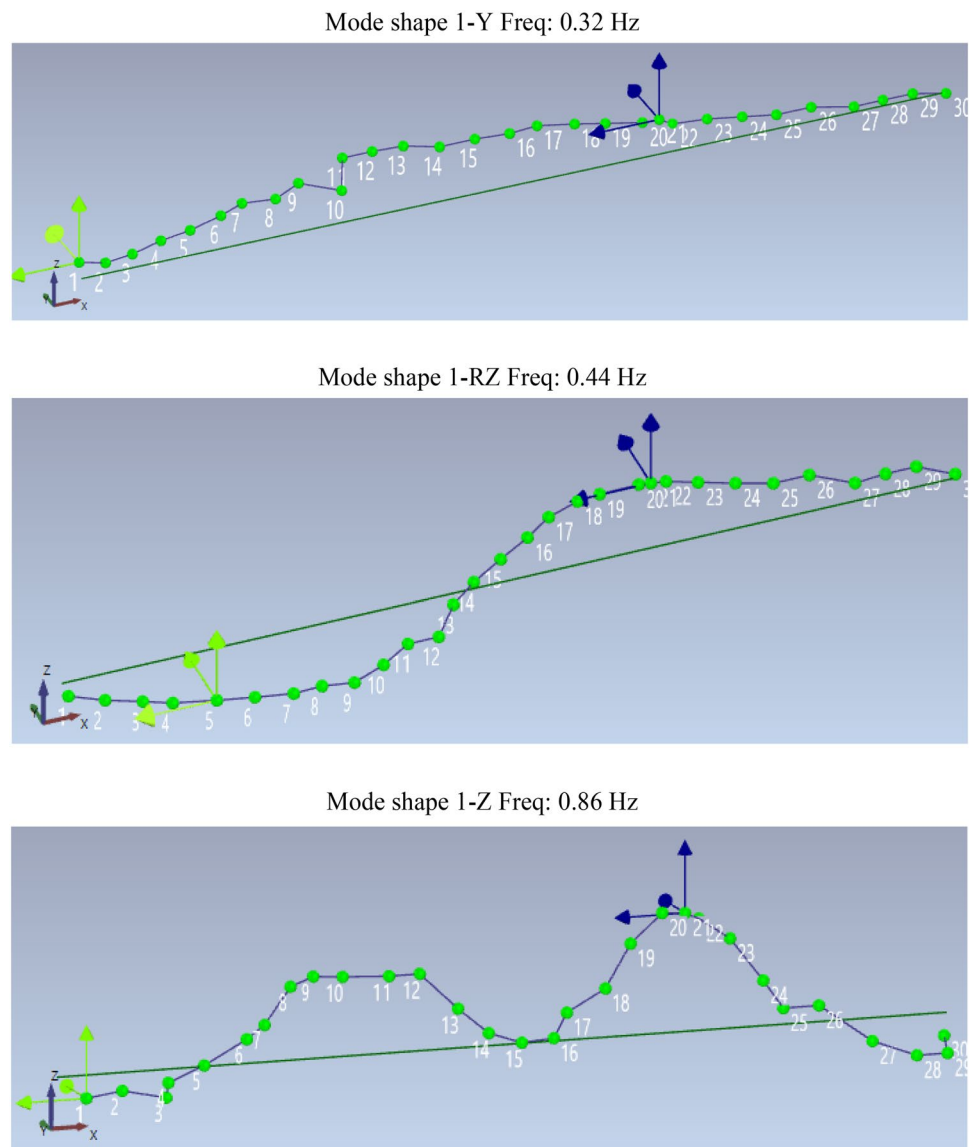 Mode shape 1-Y Freq: 0.32 Hz
1 2 3 4 5 6 7 8 9 10 11 12 13 14 15 16 17 18 19 20 22 23 24 25 26 27 28 29 30
Z
Y X
Mode shape 1-RZ Freq: 0.44 Hz
1 2 3 4 5 6 7 8 9 10 11 12 13 14 15 16 17 18 19 20 21 22 23 24 25 26 27 28 29 3
Z
Y X
Mode shape 1-Z Freq: 0.86 Hz
1 2 3 4 5 6 7 8 9 10 11 12 13 14 15 16 17 18 19 20 21 22 23 24 25 26 27 28 29 30
Z
Y X